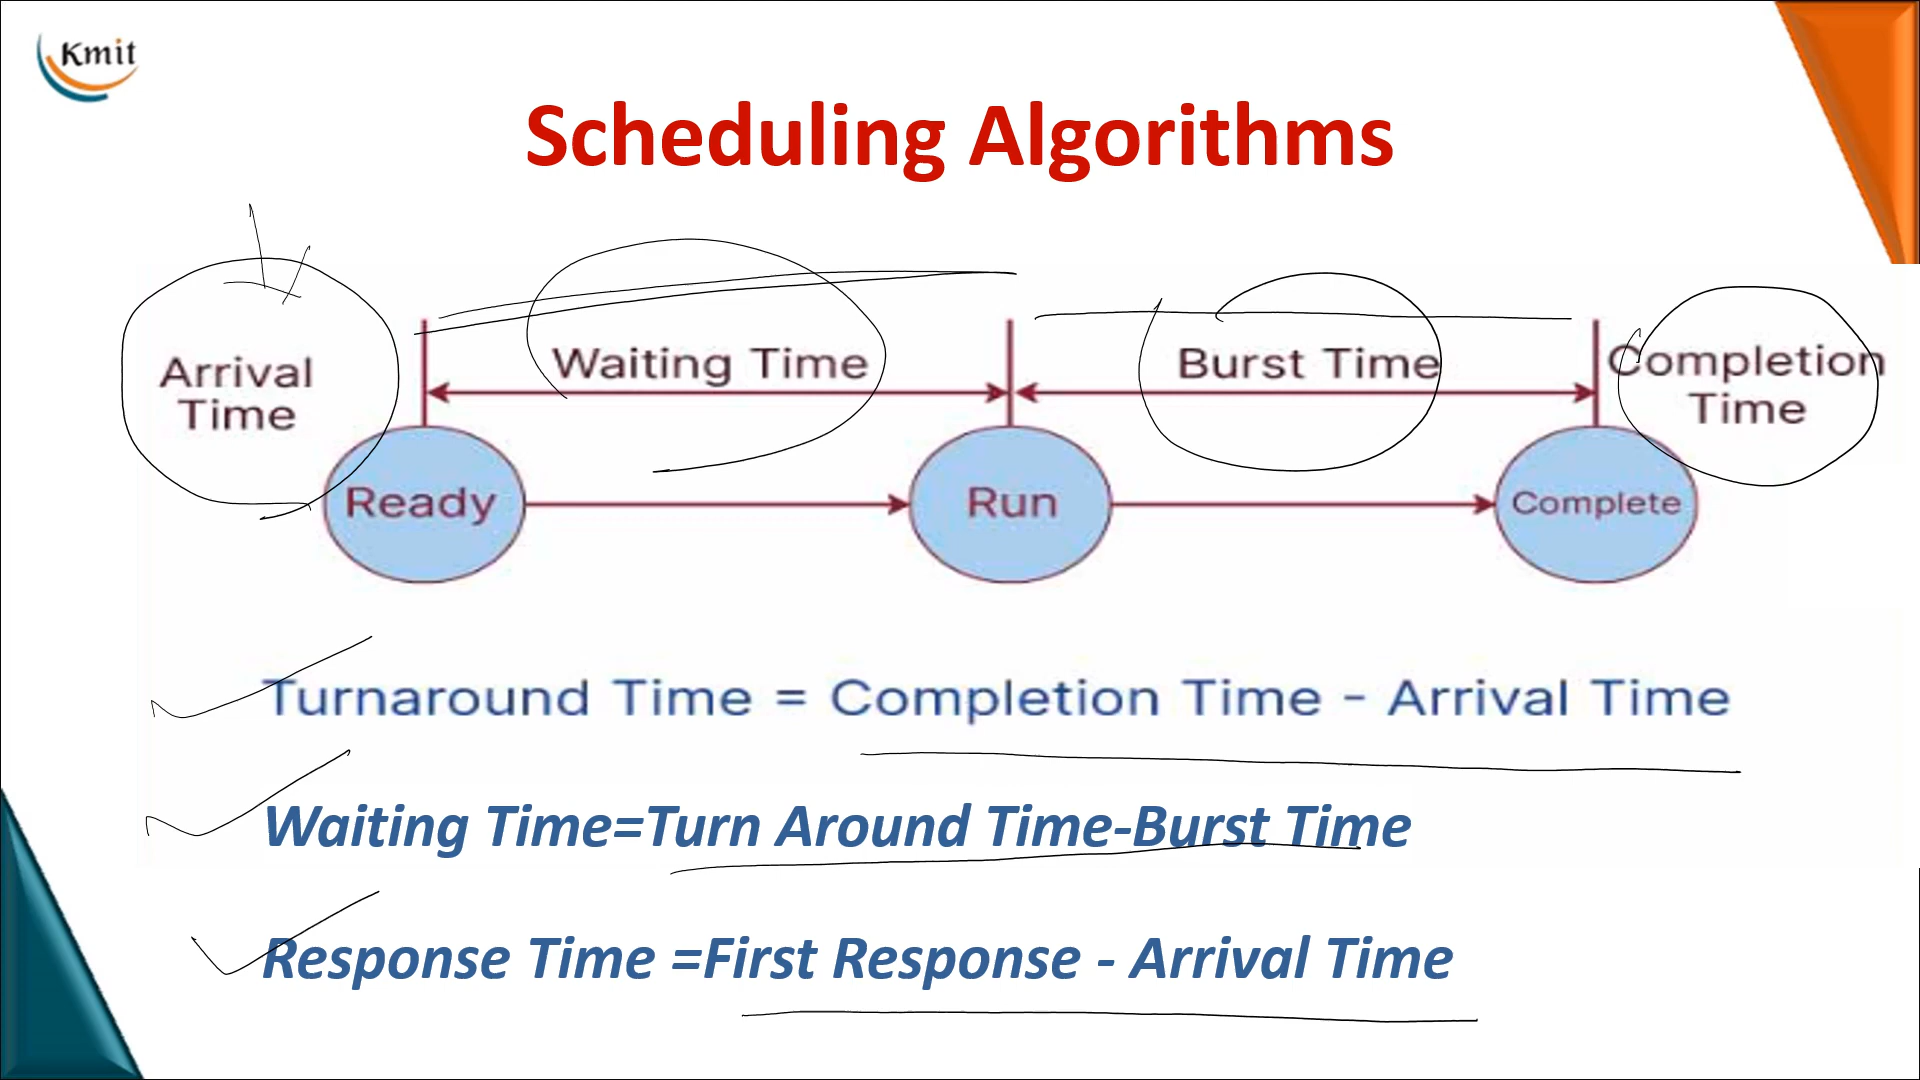 Kmit
Scheduling Algorithms
Arrival
Time
Waiting Time
Burst Time
Completion
Time
Ready
Run
Complete
Turnaround Time = Completion Time - Arrival Time
Waiting Time=Turn Around Time-Burst Time
Response Time =First Response - Arrival Time